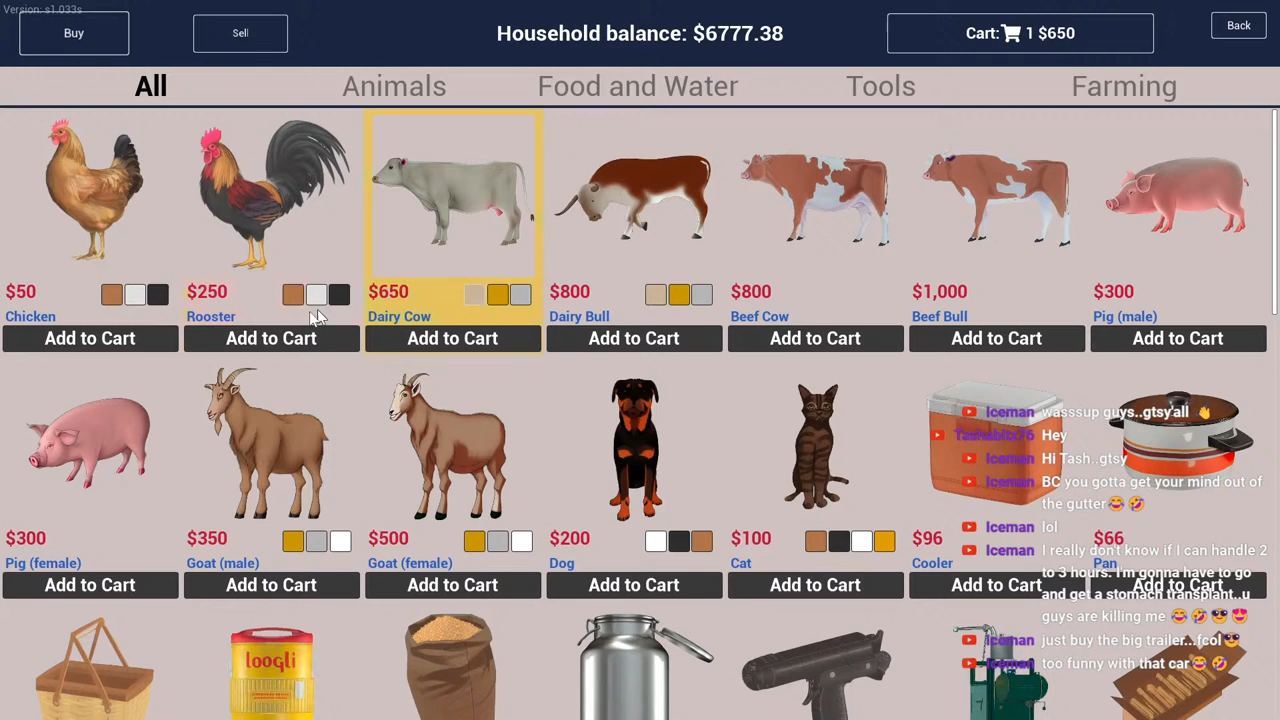 Version: s1.033s
Buy
Sell
Household balance: $6777.38
Cart: 1 $650
Back
All
Animals
Food and Water
Tools
Farming
$50
Chicken
Add to Cart
$250
Rooster
Add to Cart
$650
Dairy Cow
Add to Cart
$800
Dairy Bull
Add to Cart
$800
Beef Cow
Add to Cart
$1,000
Beef Bull
Add to Cart
$300
Pig (male)
Add to Cart
$300
Pig (female)
Add to Cart
$350
Goat (male)
Add to Cart
$500
Goat (female)
Add to Cart
$200
Dog
Add to Cart
$100
Cat
Add to Cart
$96
Cooler
Add to Cart
$66
Pan
Add to Cart
loogli
Iceman wasssup guys..gtsy'all 👋
Tashabitx76 Hey
Iceman Hi Tash..gtsy
Iceman BC you gotta get your mind out of
the gutter😂 🤣
Iceman lol
Iceman I really don't know if I can handle 2
to 3 hours. I'm gonna have to go
and get a stomach transplant..u
guys are killing me 😂 🤣 😎 😍
Iceman just buy the big trailer...fcol😎
Iceman too funny with that car😂 🤣